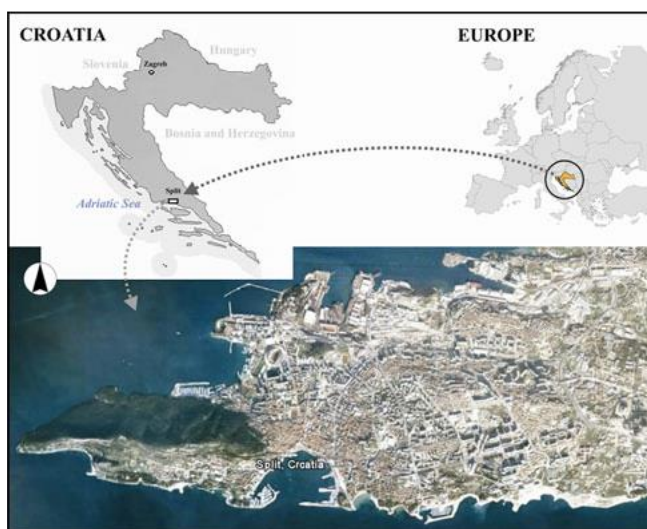 CROATIA
EUROPE
Hungary
Slovenia
Zagreb
Bosnia and Herzegovina
Split
Adriatic Sea
Split, Croatia